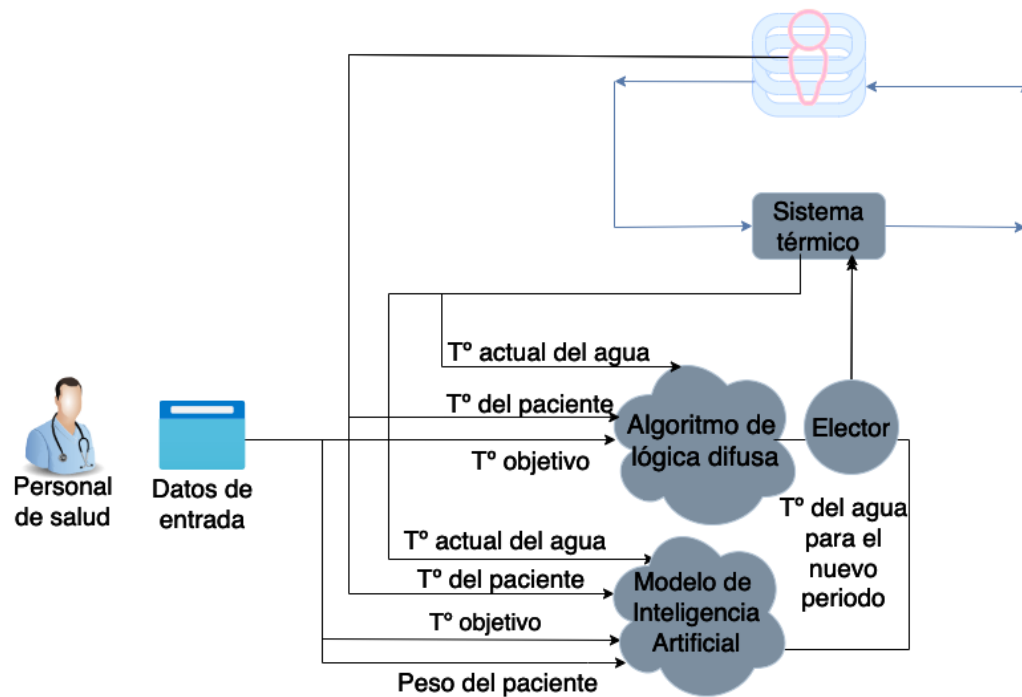 Sistema
térmico
Tº actual del agua
Tº del paciente
Algoritmo de
lógica difusa
Elector
Tº objetivo
Personal
de salud
Datos de
entrada
Tº del agua
para el
nuevo
periodo
Tº actual del agua
Tº del paciente
Modelo de
Inteligencia
Artificial
Tº objetivo
Peso del paciente